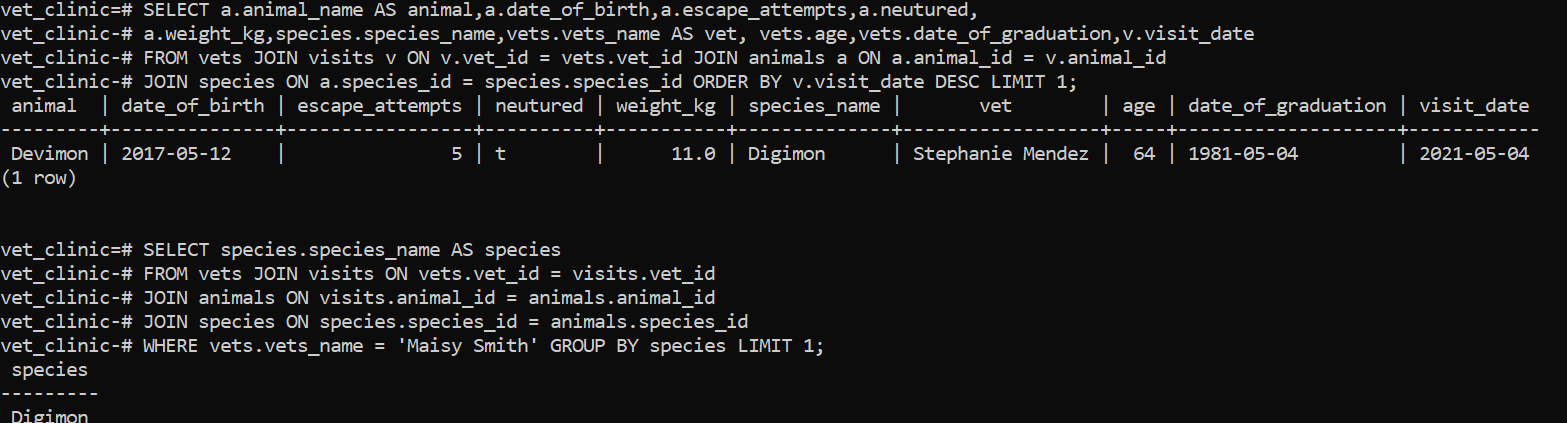 vet_clinic=# SELECT a.animal_name AS animal,a.date_of_birth,a.escape_attempts,a.neutured,
vet_clinic-# a.weight_kg,species.species_name,vets.vets_name AS vet, vets.age,vets.date_of_graduation,v.visit_date
vet_clinic-# FROM vets JOIN visits v ON v.vet_id = vets.vet_id JOIN animals a ON a.animal_id = v.animal_id
vet_clinic-# JOIN species ON a.species_id = species.species_id ORDER BY v.visit_date DESC LIMIT 1;
 animal  | date_of_birth | escape_attempts | neutured | weight_kg | species_name |       vet        | age | date_of_graduation | visit_date
---------+---------------+-----------------+----------+-----------+--------------+------------------+-----+--------------------+------------
 Devimon | 2017-05-12    |               5 | t        |      11.0 | Digimon      | Stephanie Mendez |  64 | 1981-05-04         | 2021-05-04
(1 row)
vet_clinic=# SELECT species.species_name AS species
vet_clinic-# FROM vets JOIN visits ON vets.vet_id = visits.vet_id
vet_clinic-# JOIN animals ON visits.animal_id = animals.animal_id
vet_clinic-# JOIN species ON species.species_id = animals.species_id
vet_clinic-# WHERE vets.vets_name = 'Maisy Smith' GROUP BY species LIMIT 1;
 species
---------
 Digimon